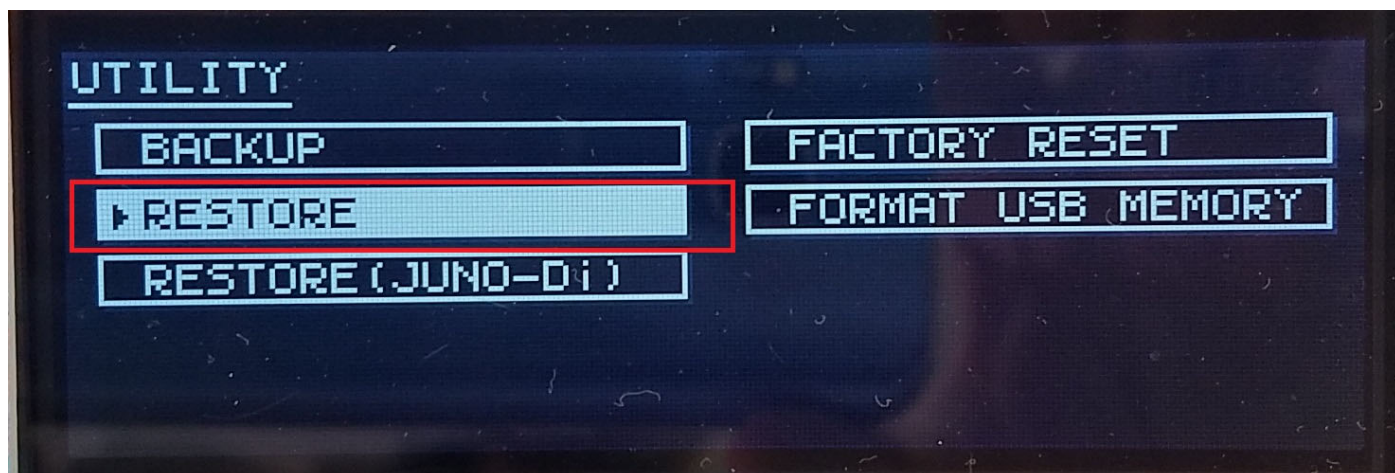 UTILITY
BACKUP
RESTORE
RESTORE(JUNO-Di)
FACTORY RESET
FORMAT USB MEMORY